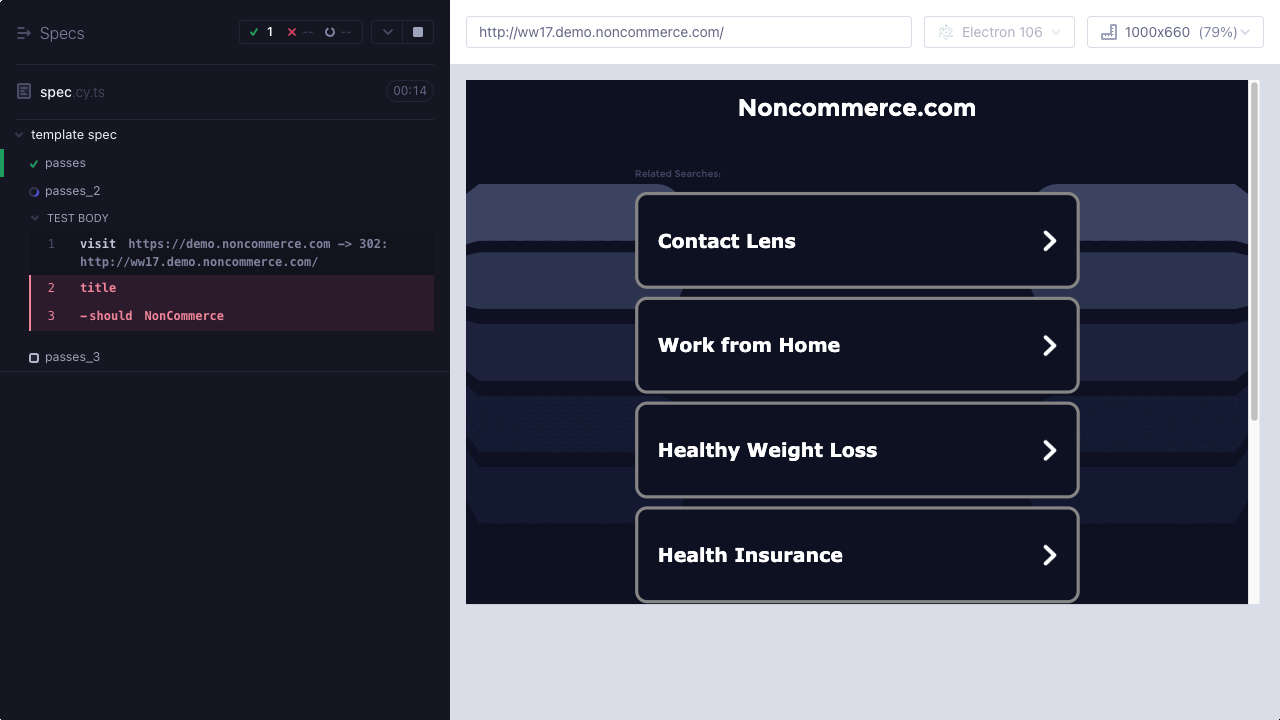 Specs
1
--
--
spec.cy.ts
00:14
template spec
passes
passes_2
TEST BODY
1 visit https://demo.noncommerce.com -> 302:
http://ww17.demo.noncommerce.com/
2 title
3 -should NonCommerce
passes_3
http://ww17.demo.noncommerce.com/
Electron 106
1000x660 (79%)
Noncommerce.com
Related Searches:
Contact Lens
Work from Home
Healthy Weight Loss
Health Insurance